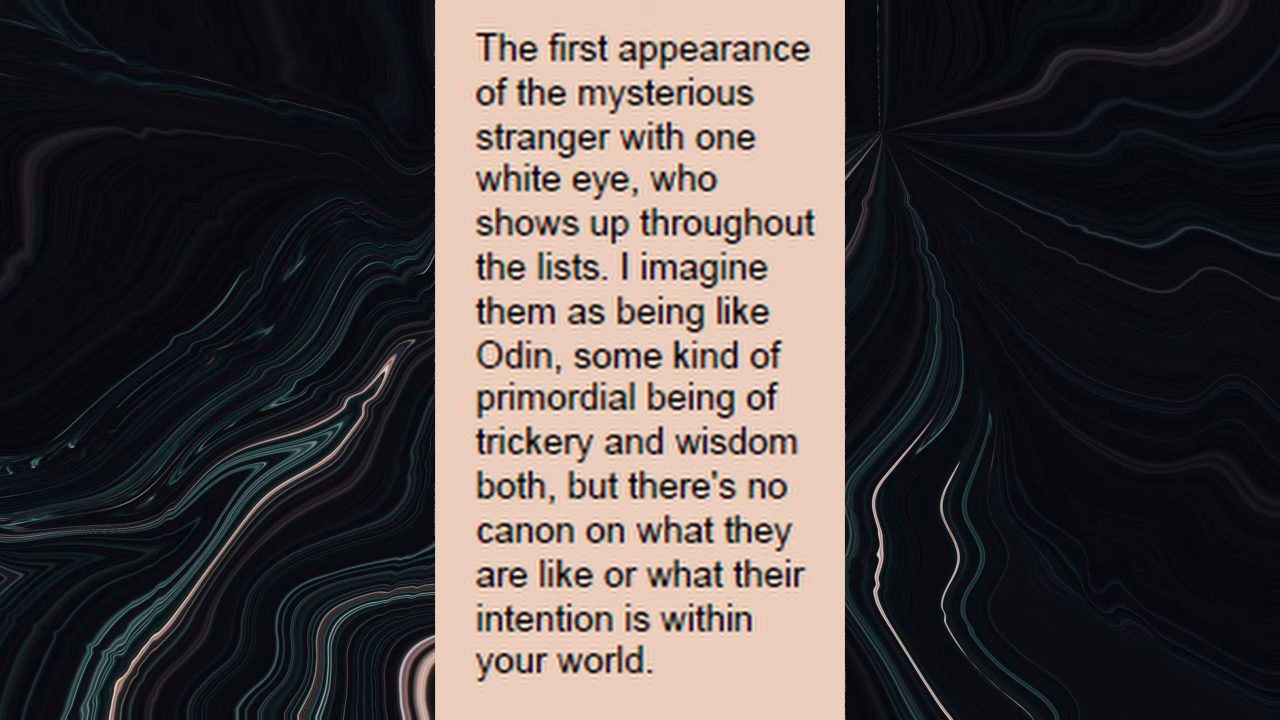 The first appearance
of the mysterious
stranger with one
white eye, who
shows up throughout
the lists. I imagine
them as being like
Odin, some kind of
primordial being of
trickery and wisdom
both, but there's no
canon on what they
are like or what their
intention is within
your world.